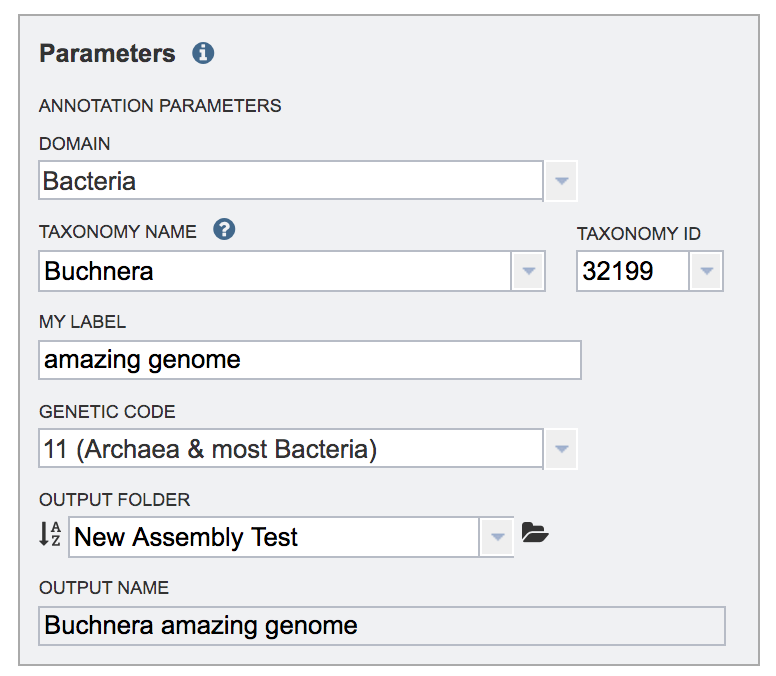 Parameters
ANNOTATION PARAMETERS
DOMAIN
Bacteria
TAXONOMY NAME ?
TAXONOMY ID
Buchnera
32199
MY LABEL
amazing genome
GENETIC CODE
11 (Archaea & most Bacteria)
OUTPUT FOLDER
A
Z
New Assembly Test
OUTPUT NAME
Buchnera amazing genome